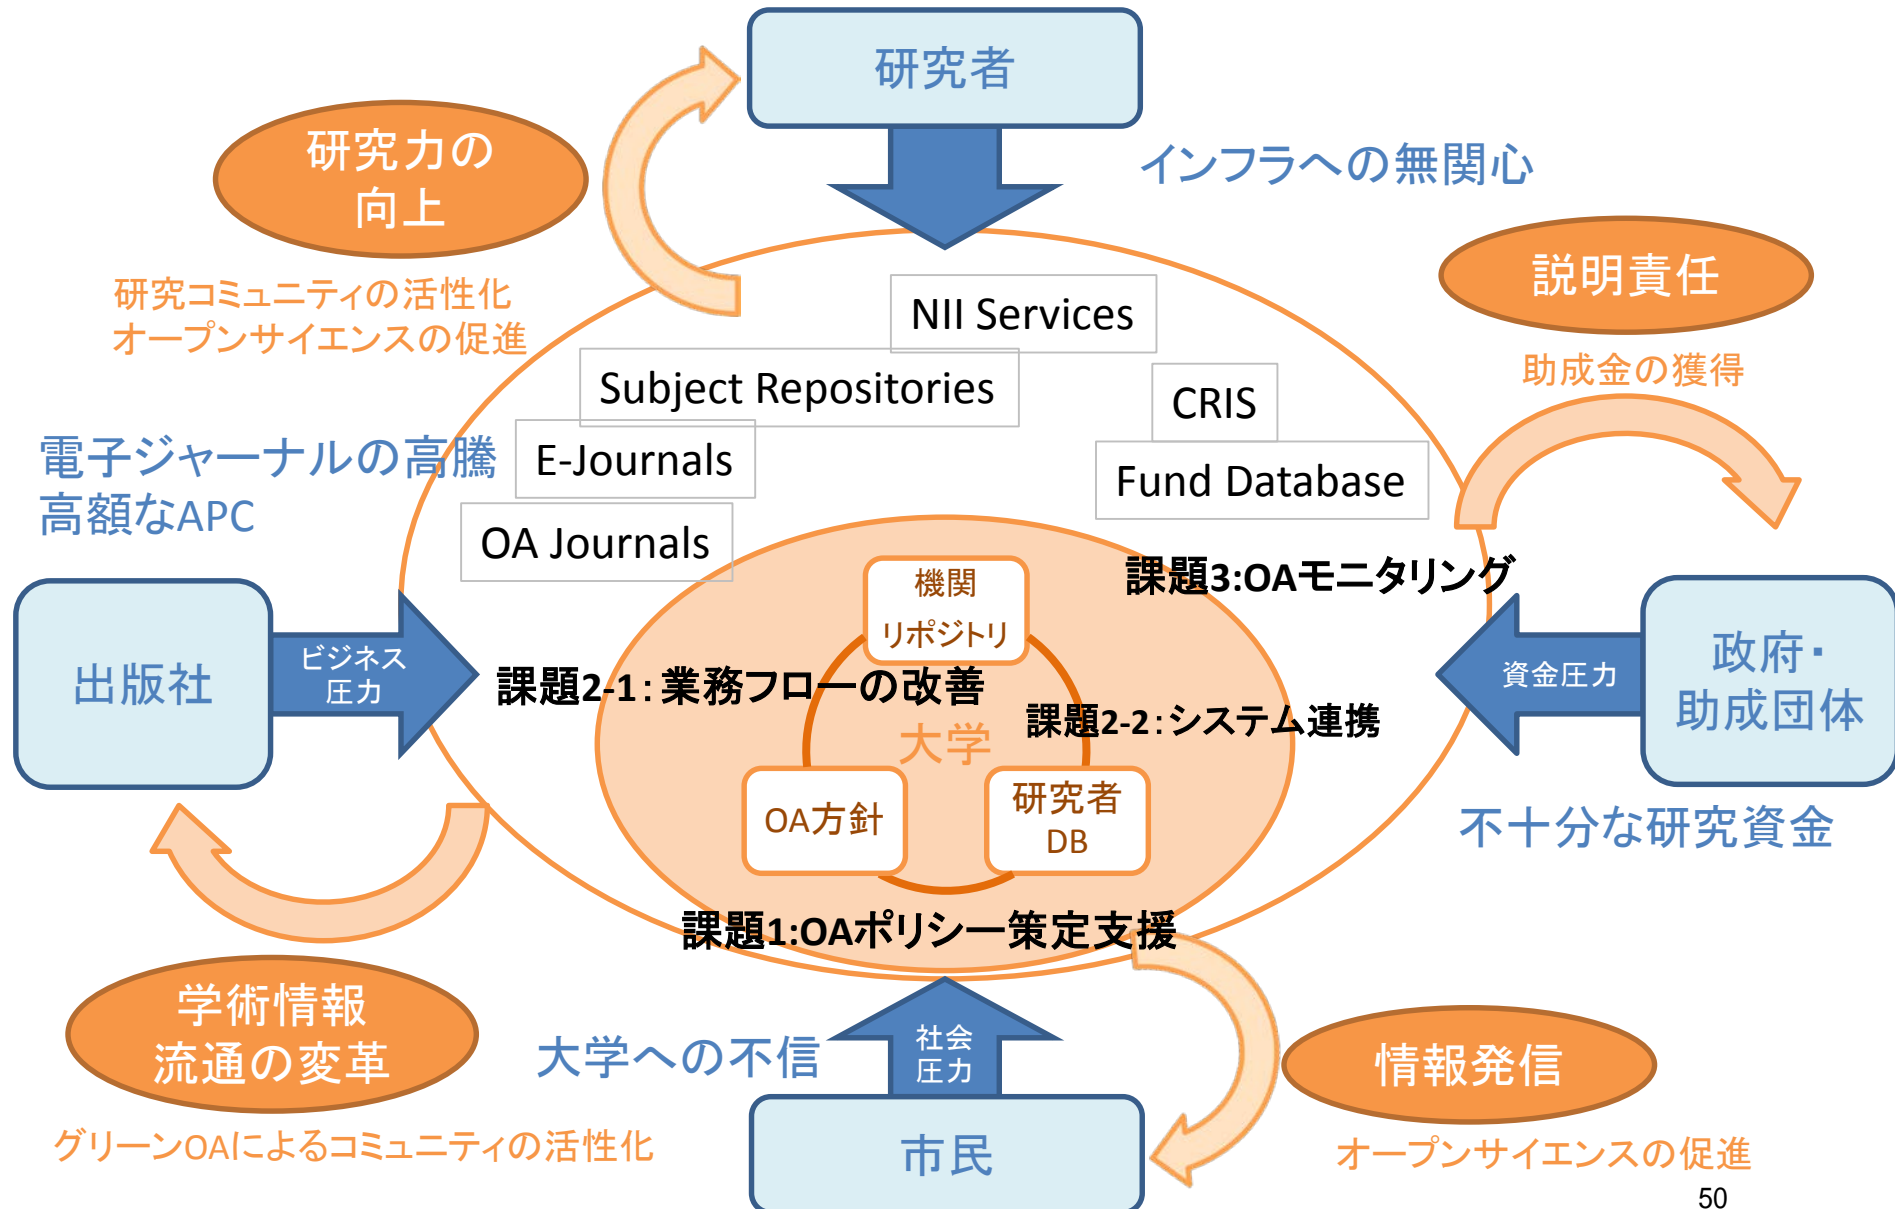 研究者
研究力の
向上
インフラへの無関心
説明責任
研究コミュニティの活性化
オープンサイエンスの促進
NII Services
助成金の獲得
Subject Repositories
CRIS
電子ジャーナルの高騰
高額なAPC
E-Journals
Fund Database
OA Journals
機関
リポジトリ
課題3:OAモニタリング
出版社
ビジネス
圧力
課題2-1：業務フローの改善
課題2-2：システム連携
大学
資金圧力
政府・
助成団体
OA方針
研究者
DB
不十分な研究資金
課題1:OAポリシー策定支援
学術情報
流通の変革
大学への不信
社会
圧力
情報発信
グリーンOAによるコミュニティの活性化
市民
オープンサイエンスの促進
50